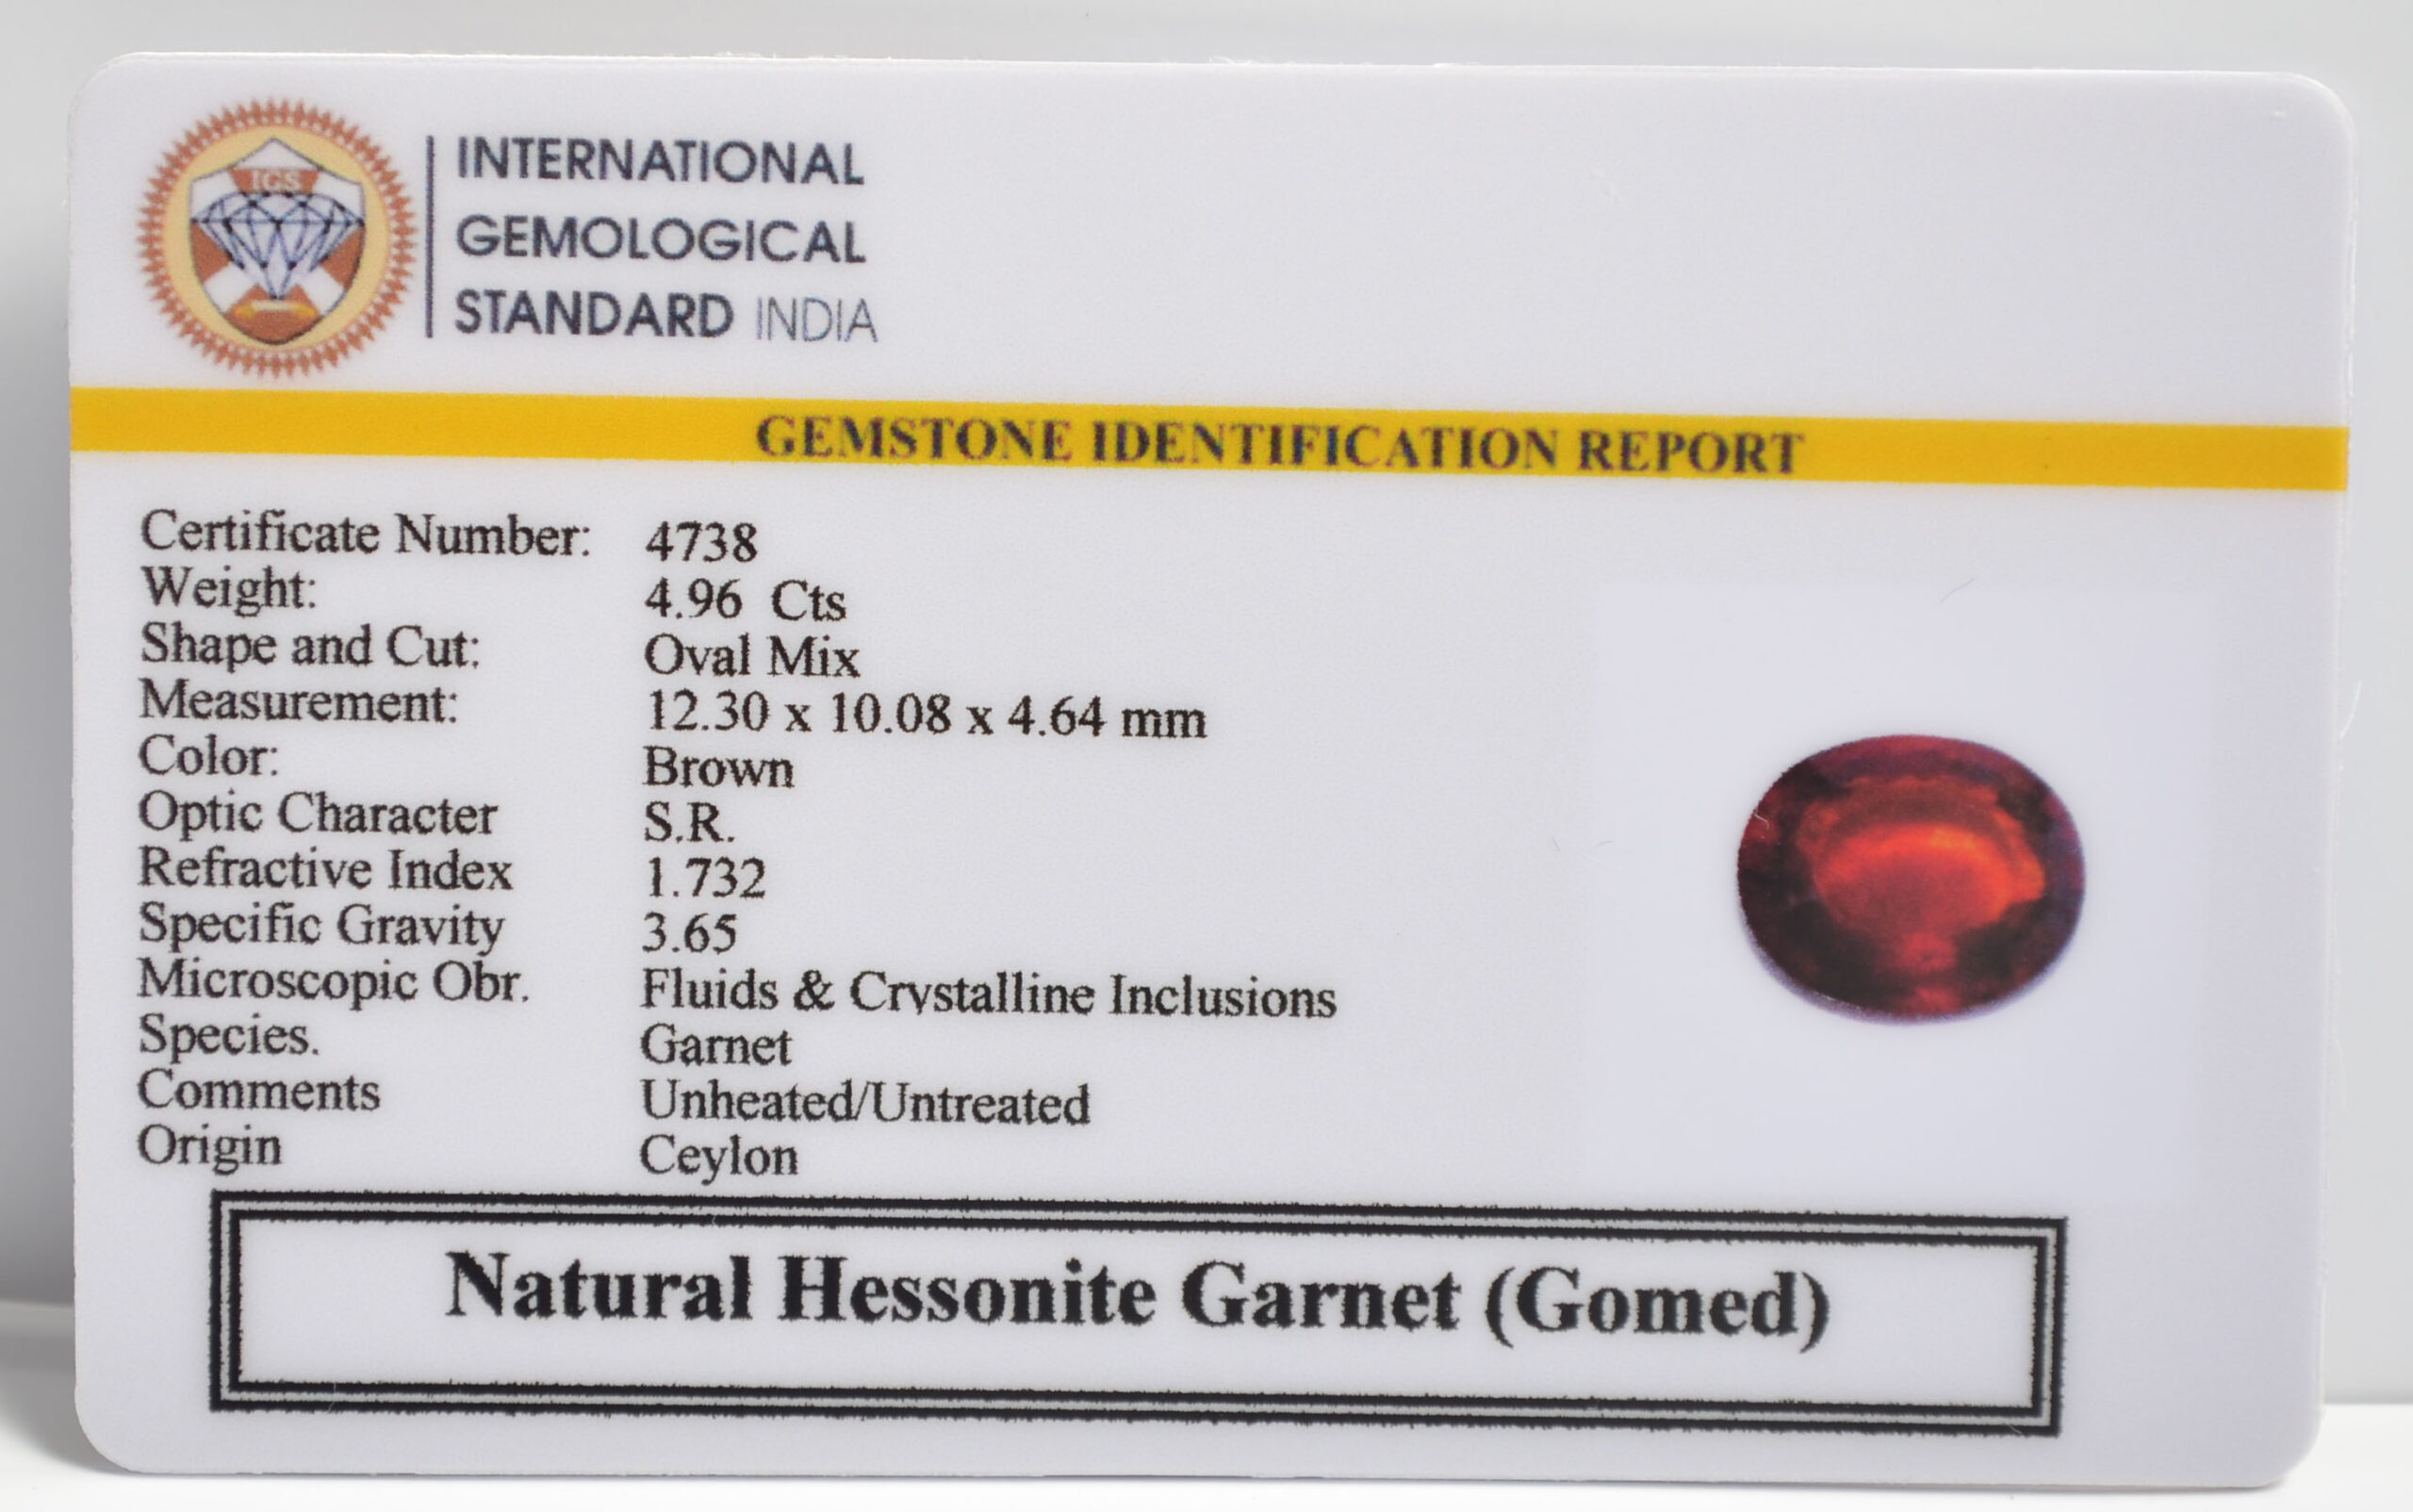 IGS
INTERNATIONAL
GEMOLOGICAL
STANDARD INDIA
GEMSTONE IDENTIFICATION REPORT
Certificate Number: 4738
Weight: 4.96 Cts
Shape and Cut: Oval Mix
Measurement: 12.30 x 10.08 x 4.64 mm
Color: Brown
Optic Character S.R.
Refractive Index 1.732
Specific Gravity 3.65
Microscopic Obr. Fluids & Crystalline Inclusions
Species. Garnet
Comments Unheated/Untreated
Origin Ceylon
Natural Hessonite Garnet (Gomed)